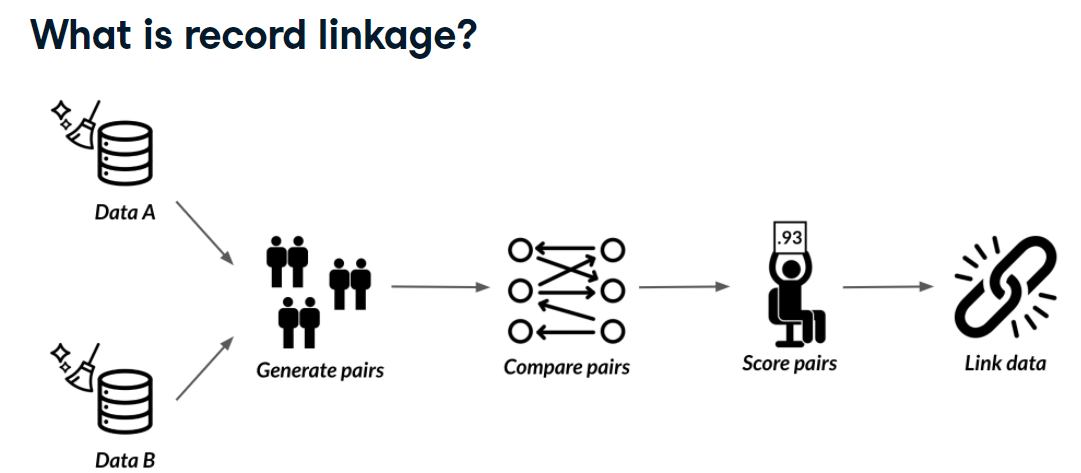 What is record linkage?
Data A
Generate pairs
Compare pairs
.93
Score pairs
Link data
Data B